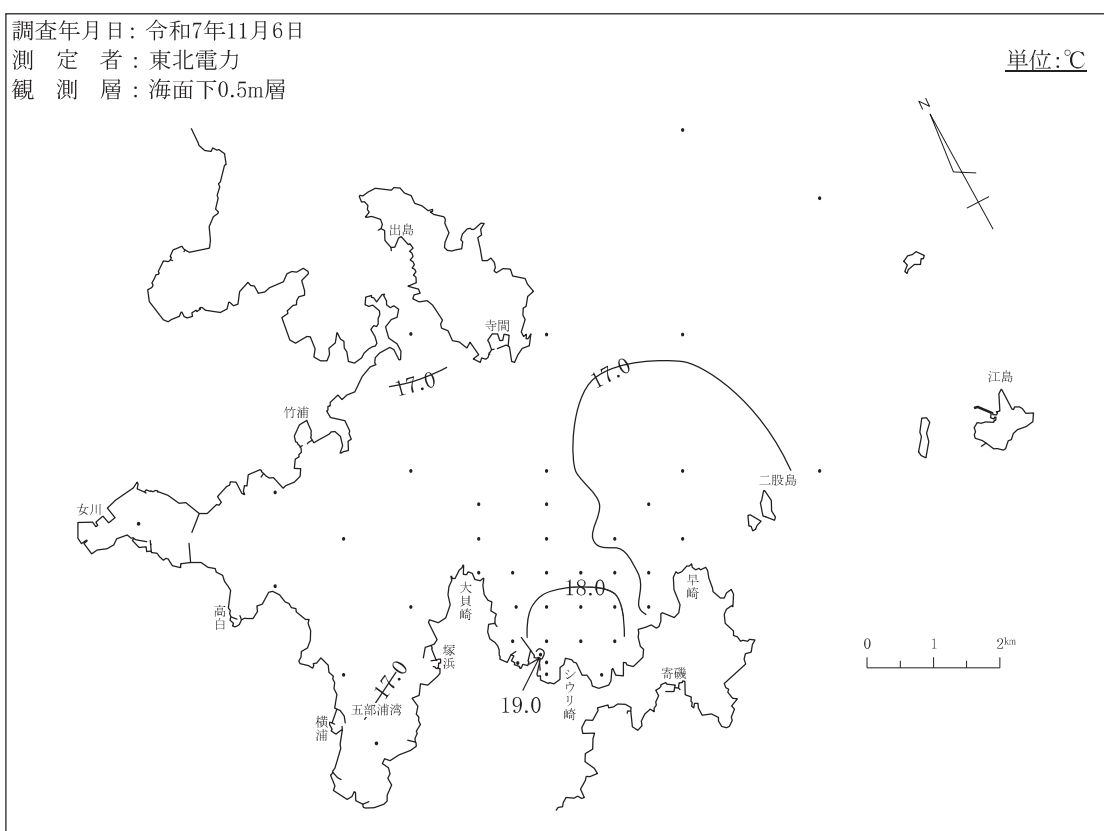 調査年月日：令和7年11月6日
測 定 者：東北電力
観 測 層：海面下0.5m層
単位:℃
N
出島
寺間
17.0
17.0
江島
竹浦
二股島
女川
18.0
早崎
大貝崎
高白
塚浜
17.0
シウリ崎
寄磯
0 1 2km
19.0
五部浦湾
横浦